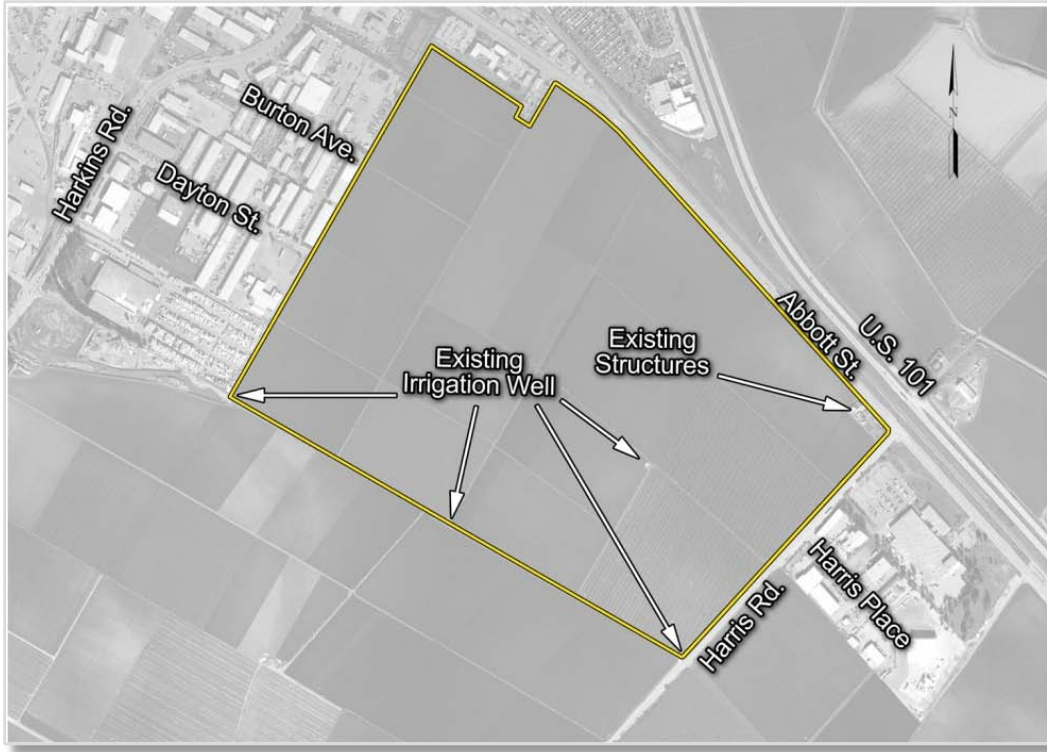 Harkins Rd.
Burton Ave.
Dayton St.
N
Abbott St.
U.S. 101
Existing
Structures
Existing
Irrigation Well
Harris Place
Harris Rd.